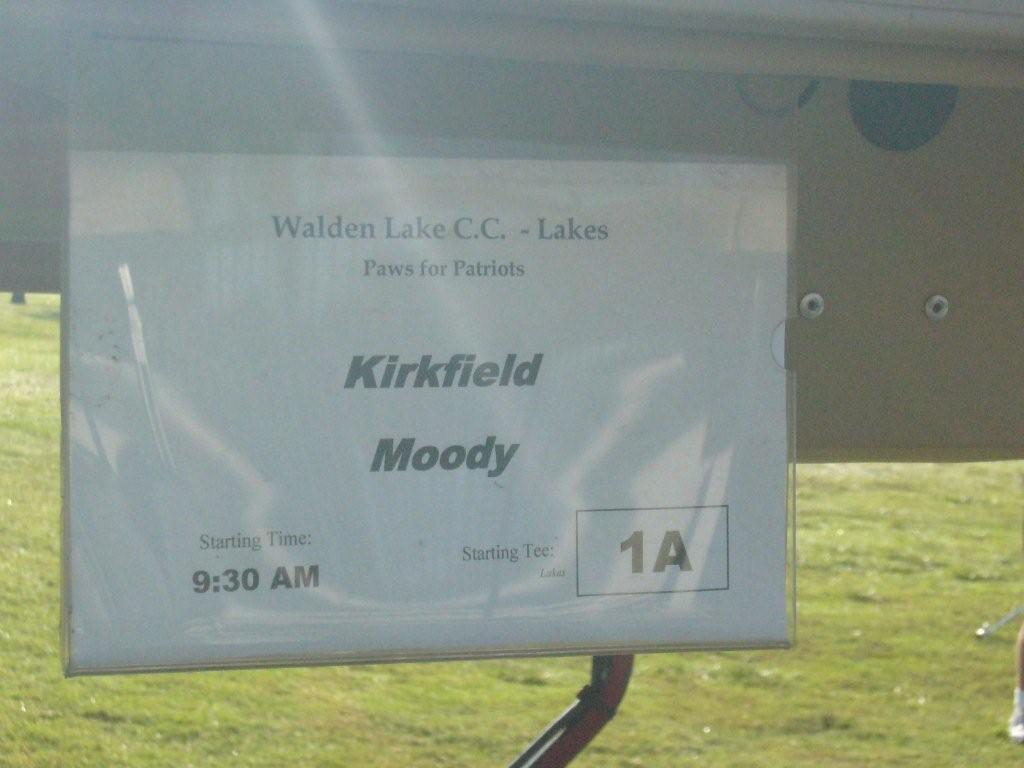 Walden Lake C.C. - Lakes
Paws for Patriots
Kirkfield
Moody
Starting Time:
9:30 AM
Starting Tee:
Lakes
1A